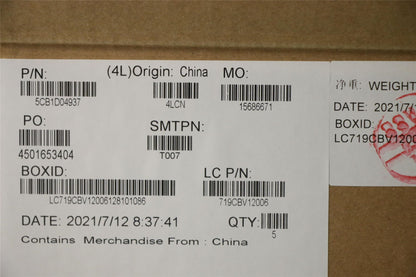 P/N:
(4L)Origin: China
MO:
5CB1D04937
4LCN
15686671
PO:
SMTPN:
4501653404
T007
BOXID:
LC P/N:
LC719CBV12006128101086
719CBV12006
DATE: 2021/7/12 8:37:41
QTY:
5
Contains Merchandise From : China
净重: WEIGHT
DATE: 2021/7/
BOXID:
LC719CBV1200